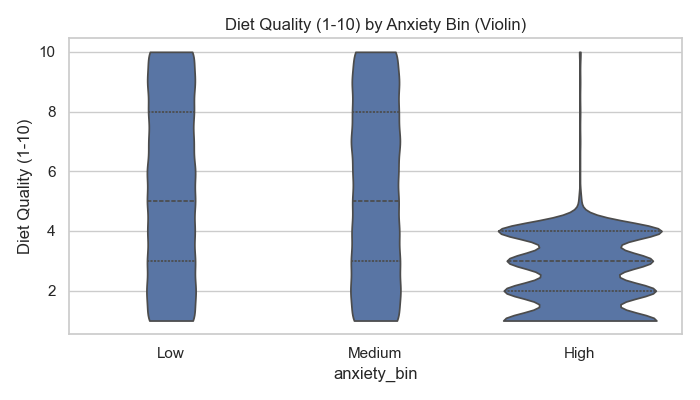 Diet Quality (1-10) by Anxiety Bin (Violin)
Diet Quality (1-10)
10
8
6
4
2
Low Medium High
anxiety_bin